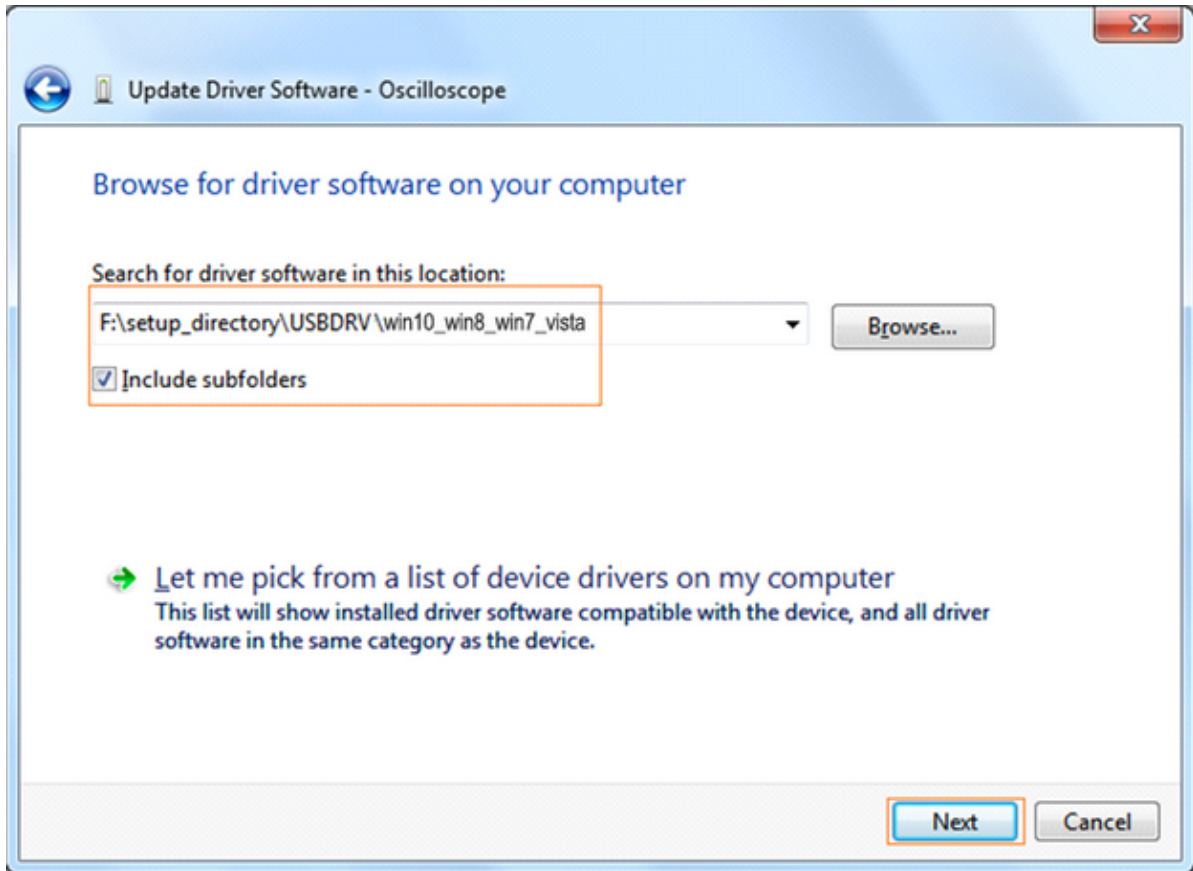 Update Driver Software - Oscilloscope
Browse for driver software on your computer
Search for driver software in this location:
F:\setup_directory\USBDRV\win10_win8_win7_vista
Browse...
Include subfolders
Let me pick from a list of device drivers on my computer
This list will show installed driver software compatible with the device, and all driver
software in the same category as the device.
Next
Cancel